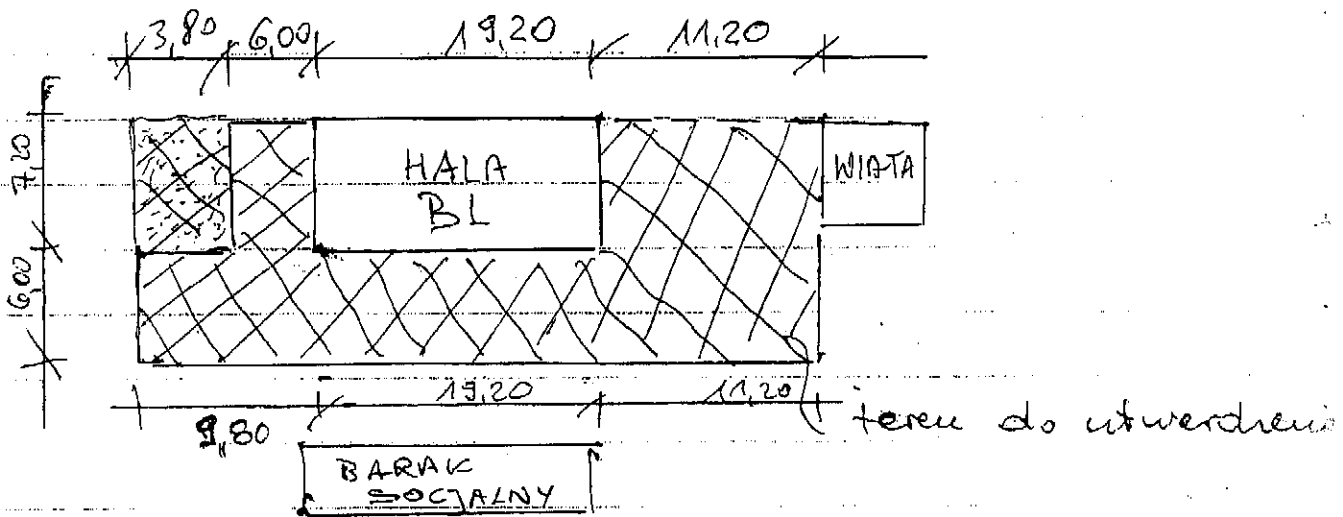 3,80 6,00 19,20 11,20
7,20
HALA
BL
WIATA
6,00
9,80 19,20 11,20
teren do utwardzenia
BARAK
SOCJALNY